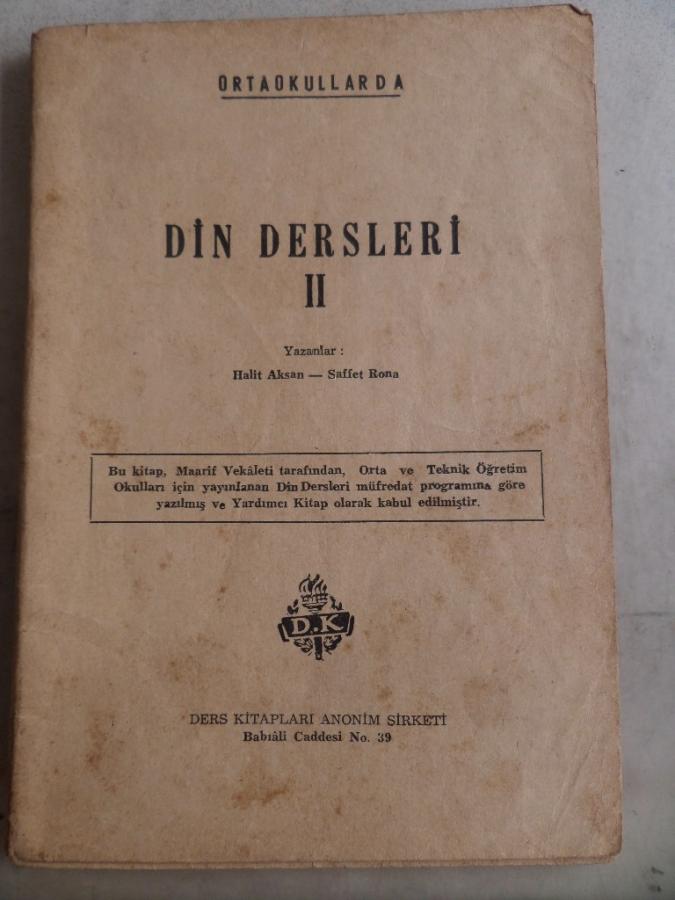 ORTAOKULLARDA
DİN DERSLERİ
II
Yazanlar :
Halit Aksan — Saffet Rona
Bu kitap, Maarif Vekâleti tarafından, Orta ve Teknik Öğretim
Okulları için yayınlanan Din Dersleri müfredat programına göre
yazılmış ve Yardımcı Kitap olarak kabul edilmiştir.
D.K
DERS KİTAPLARI ANONİM ŞİRKETİ
Babıâli Caddesi No. 39